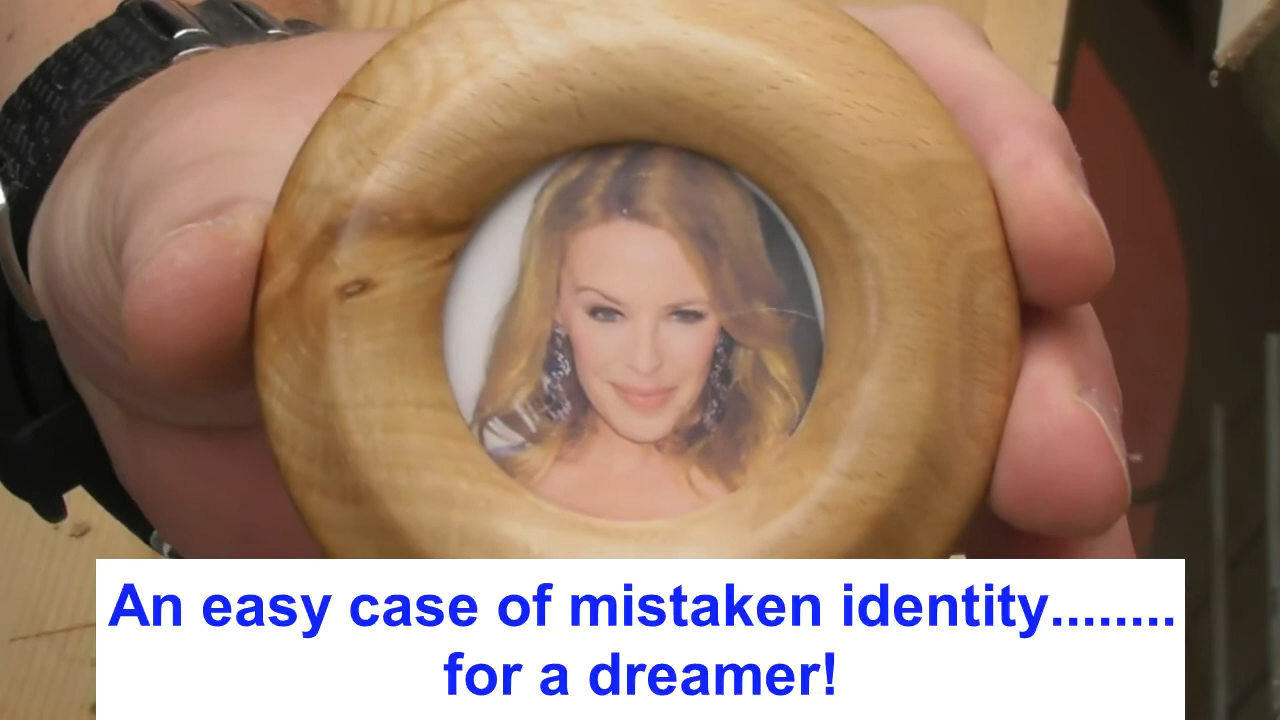 An easy case of mistaken identity........
for a dreamer!